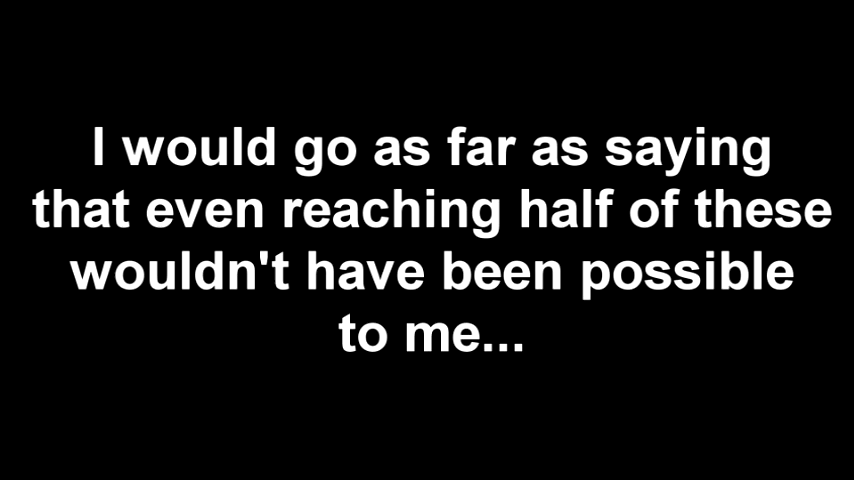 I would go as far as saying
that even reaching half of these
wouldn't have been possible
to me...